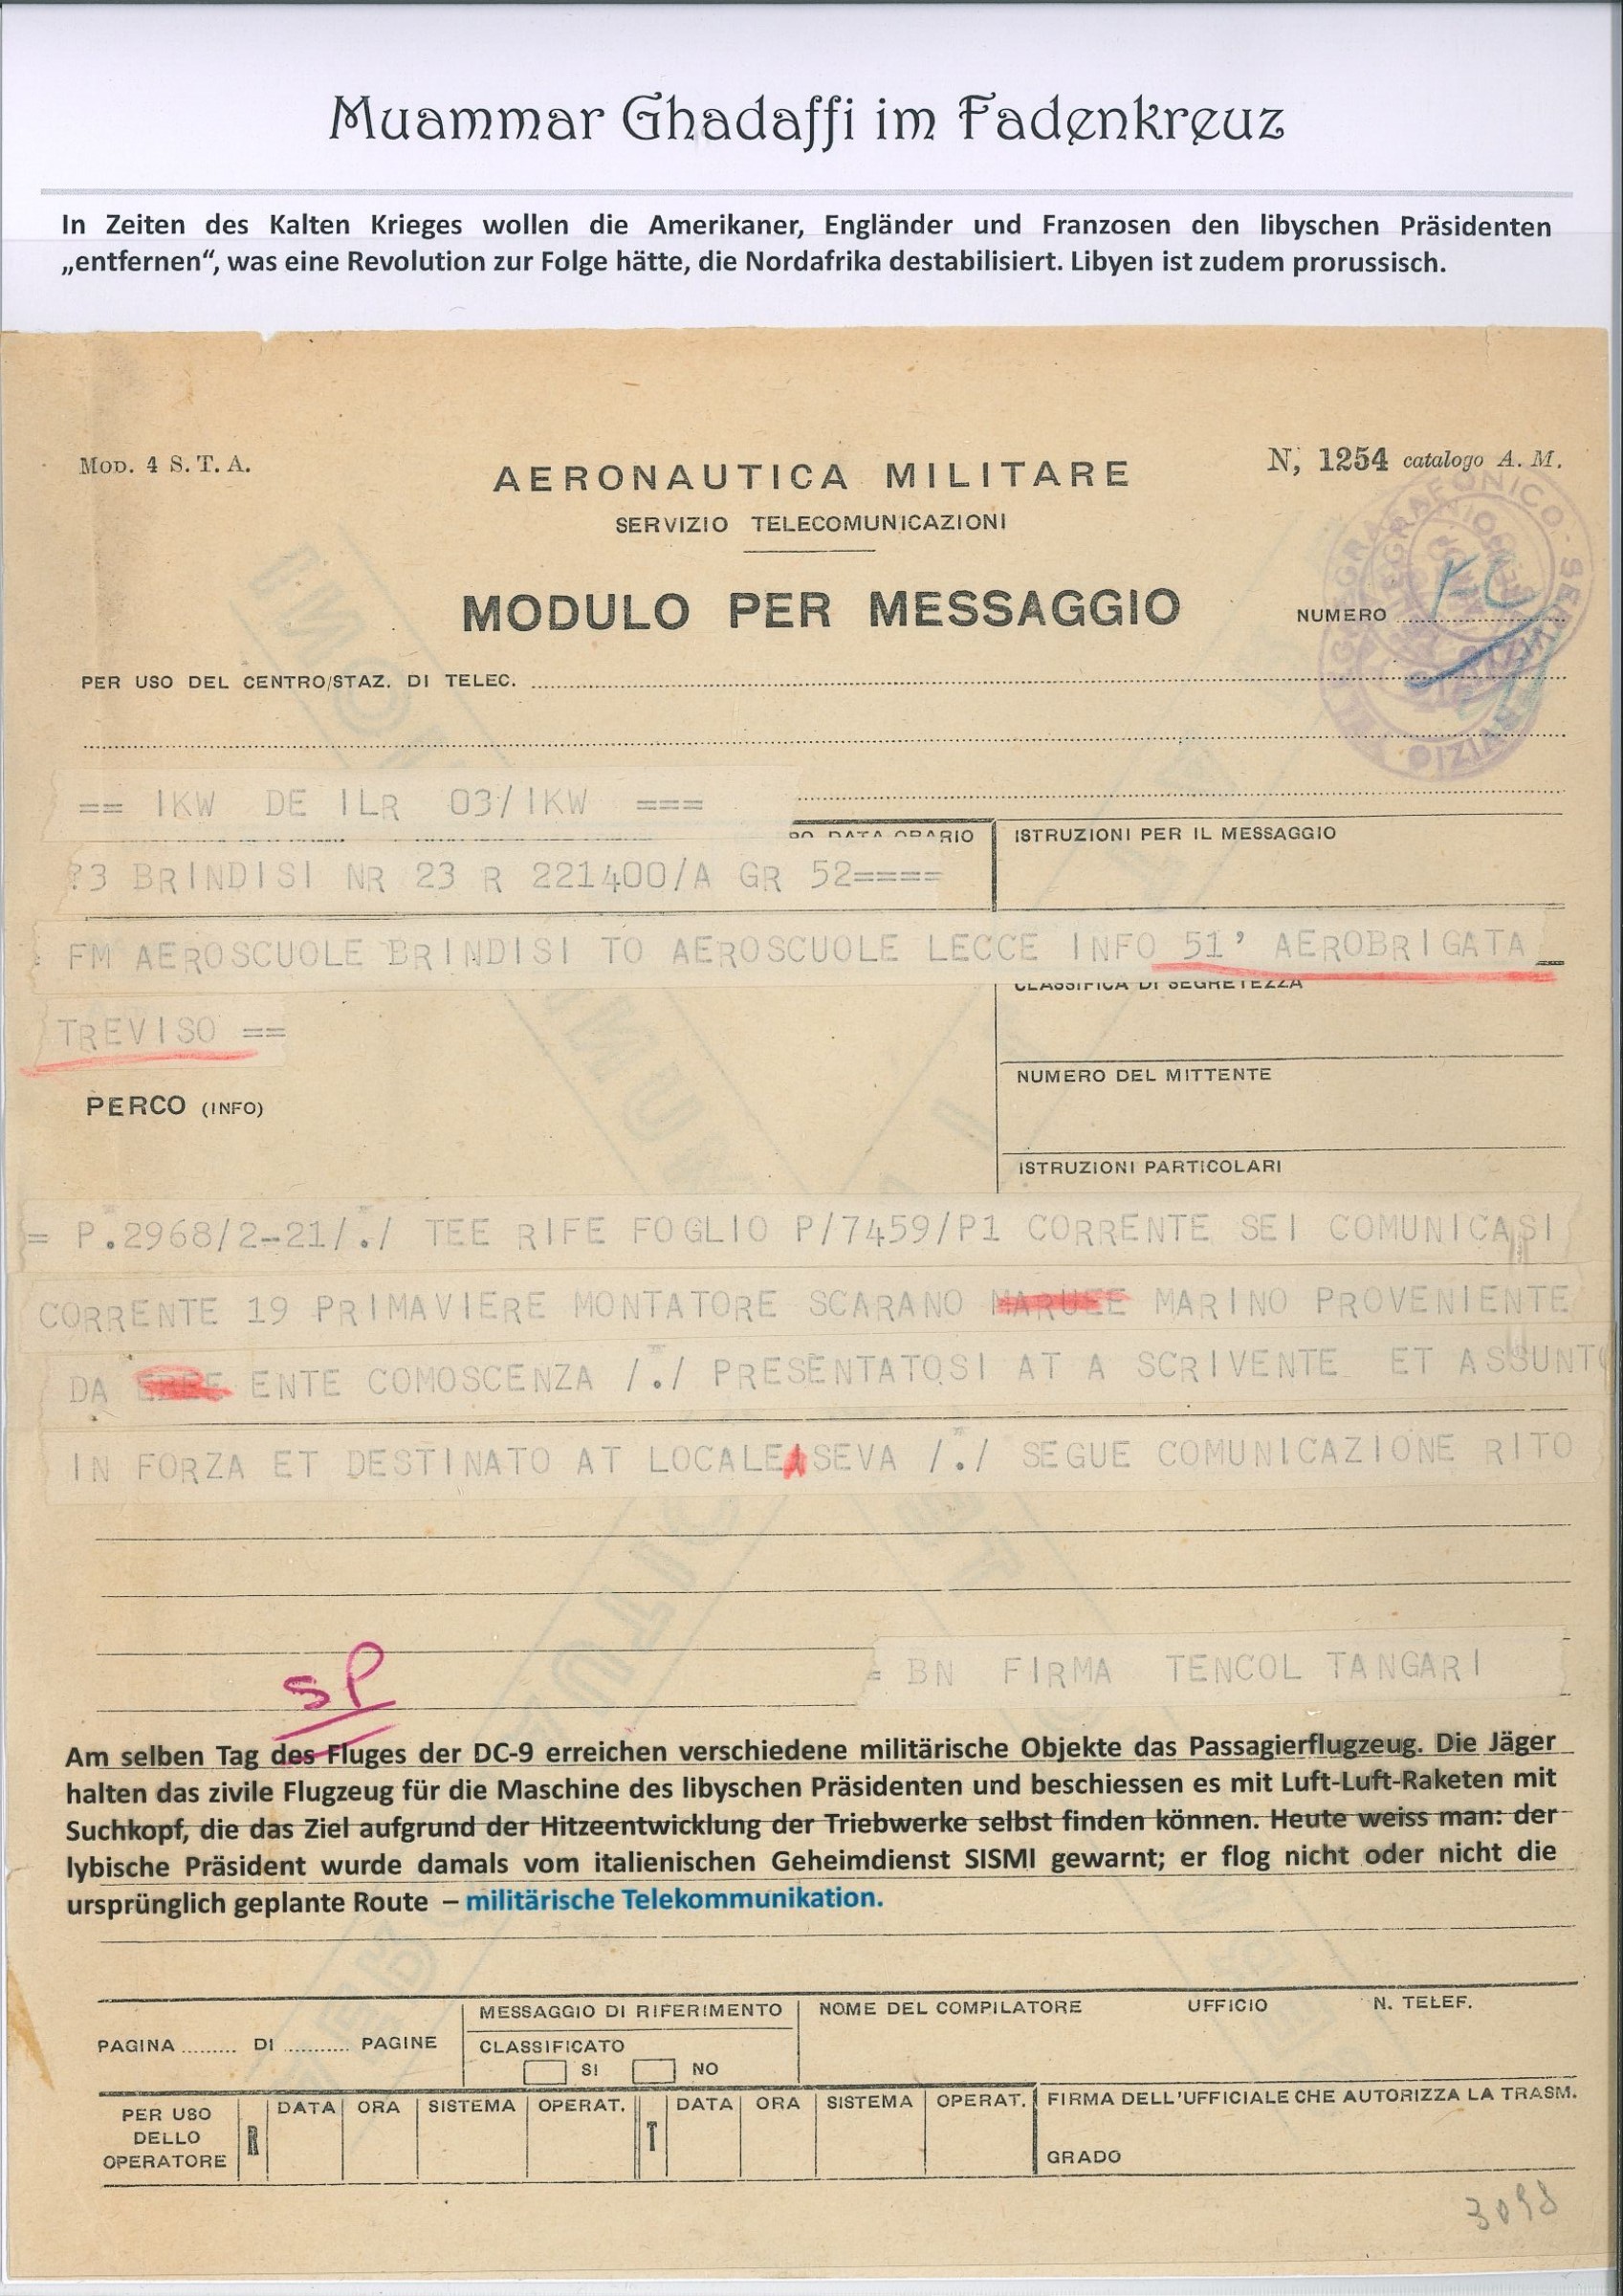 Muammar Ghadaffi im Fadenkreuz
In Zeiten des Kalten Krieges wollen die Amerikaner, Engländer und Franzosen den libyschen Präsidenten
„entfernen“, was eine Revolution zur Folge hätte, die Nordafrika destabilisiert. Libyen ist zudem prorussisch.
MOD. 4 S. T. A.
N, 1254 catalogo A. M.
AERONAUTICA MILITARE
SERVIZIO TELECOMUNICAZIONI
MODULO PER MESSAGGIO
NUMERO
PER USO DEL CENTRO/STAZ. DI TELEC.
== IKW DE ILR 03/IKW ===
DATA ORARIO
ISTRUZIONI PER IL MESSAGGIO
?3 BRINDISI NR 23 R 221400/A GR 52====
FM AEROSCUOLE BRINDISI TO AEROSCUOLE LECCE INFO 51' AEROBRIGATA
CLASSIFICA DI SEGRETEZZA
TREVISO ==
NUMERO DEL MITTENTE
PERCO (INFO)
ISTRUZIONI PARTICOLARI
= P.2968/2-21/./ TEE RIFE FOGLIO P/7459/P1 CORRENTE SEI COMUNICASI
CORRENTE 19 PRIMAVIERE MONTATORE SCARANO MARUEE MARINO PROVENIENTE
DA ENTE COMOSCENZA /./ PRESENTATOSI AT A SCRIVENTE ET ASSUNTO
IN FORZA ET DESTINATO AT LOCALE SEVA /./ SEGUE COMUNICAZIONE RITO
= BN FIRMA TENCOL TANGARI
SP
Am selben Tag des Fluges der DC-9 erreichen verschiedene militärische Objekte das Passagierflugzeug. Die Jäger
halten das zivile Flugzeug für die Maschine des libyschen Präsidenten und beschiessen es mit Luft-Luft-Raketen mit
Suchkopf, die das Ziel aufgrund der Hitzeentwicklung der Triebwerke selbst finden können. Heute weiss man: der
lybische Präsident wurde damals vom italienischen Geheimdienst SISMI gewarnt; er flog nicht oder nicht die
ursprünglich geplante Route – militärische Telekommunikation.
MESSAGGIO DI RIFERIMENTO
NOME DEL COMPILATORE UFFICIO N. TELEF.
PAGINA ......... DI ........... PAGINE
CLASSIFICATO
SI NO
PER USO DELLO OPERATORE
R DATA ORA SISTEMA OPERAT. T DATA ORA SISTEMA OPERAT.
FIRMA DELL'UFFICIALE CHE AUTORIZZA LA TRASM.
GRADO
3098